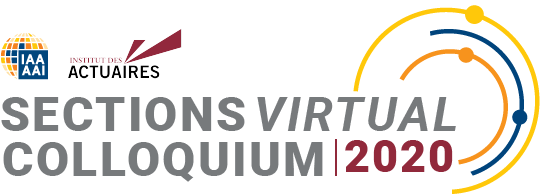 IAA
AAI
INSTITUT DES
ACTUAIRES
SECTIONS VIRTUAL
COLLOQUIUM | 2020